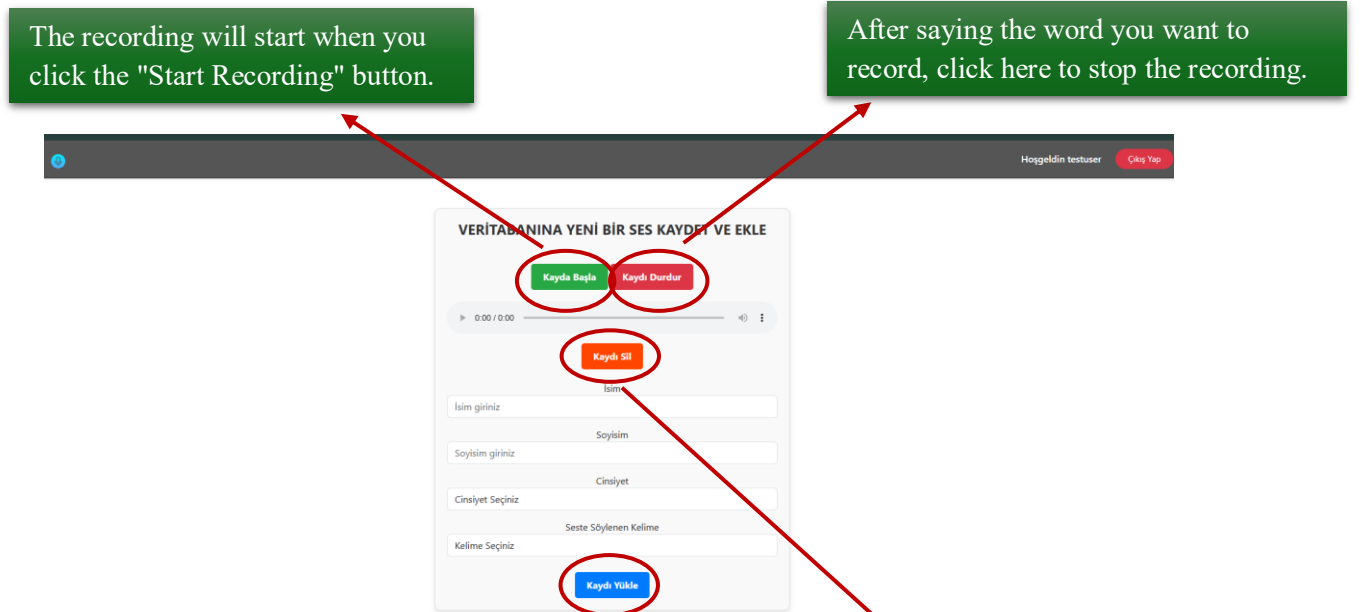 The recording will start when you
click the "Start Recording" button.
After saying the word you want to
record, click here to stop the recording.
Hoşgeldin testuser
Çıkış Yap
VERİTABANINA YENİ BİR SES KAYDET VE EKLE
Kayda Başla
Kaydı Durdur
0:00 / 0:00
Kaydı Sil
İsim
İsim giriniz
Soyisim
Soyisim giriniz
Cinsiyet
Cinsiyet Seçiniz
Seste Söylenen Kelime
Kelime Seçiniz
Kaydı Yükle